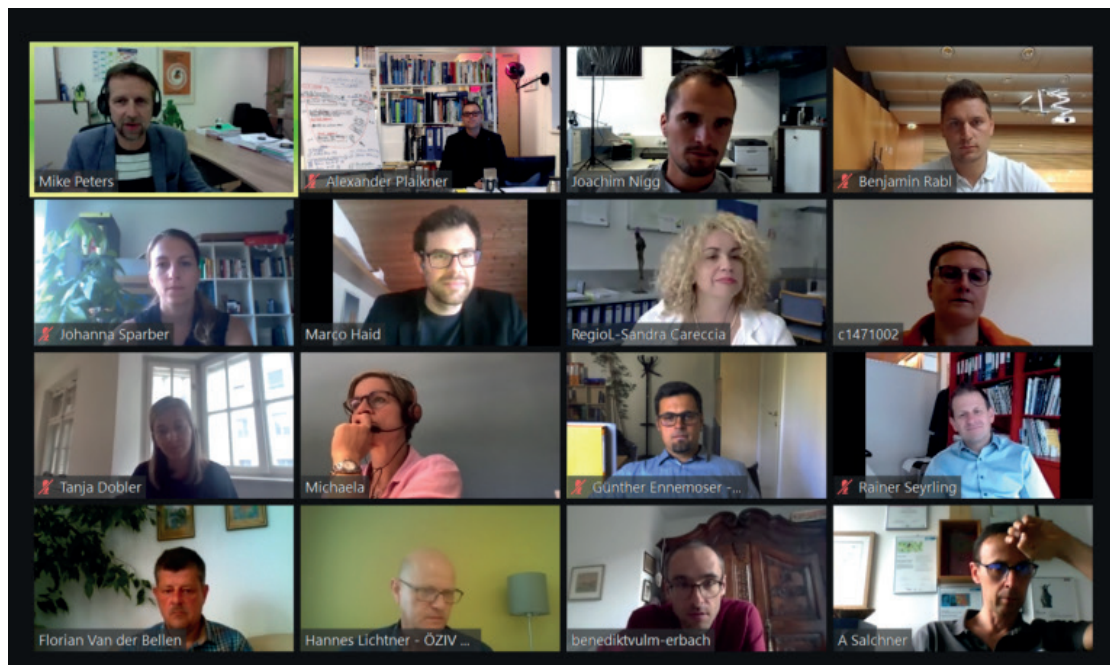 Mike Peters
Alexander Plaikner
Joachim Nigg
Benjamin Rabl
Johanna Sparber
Marco Haid
RegioL-Sandra Careccia
c1471002
Tanja Dobler
Michaela
Günther Ennemoser -...
Rainer Seyrling
Florian Van der Bellen
Hannes Lichtner - ÖZIV ...
benediktvulm-erbach
A Salchner